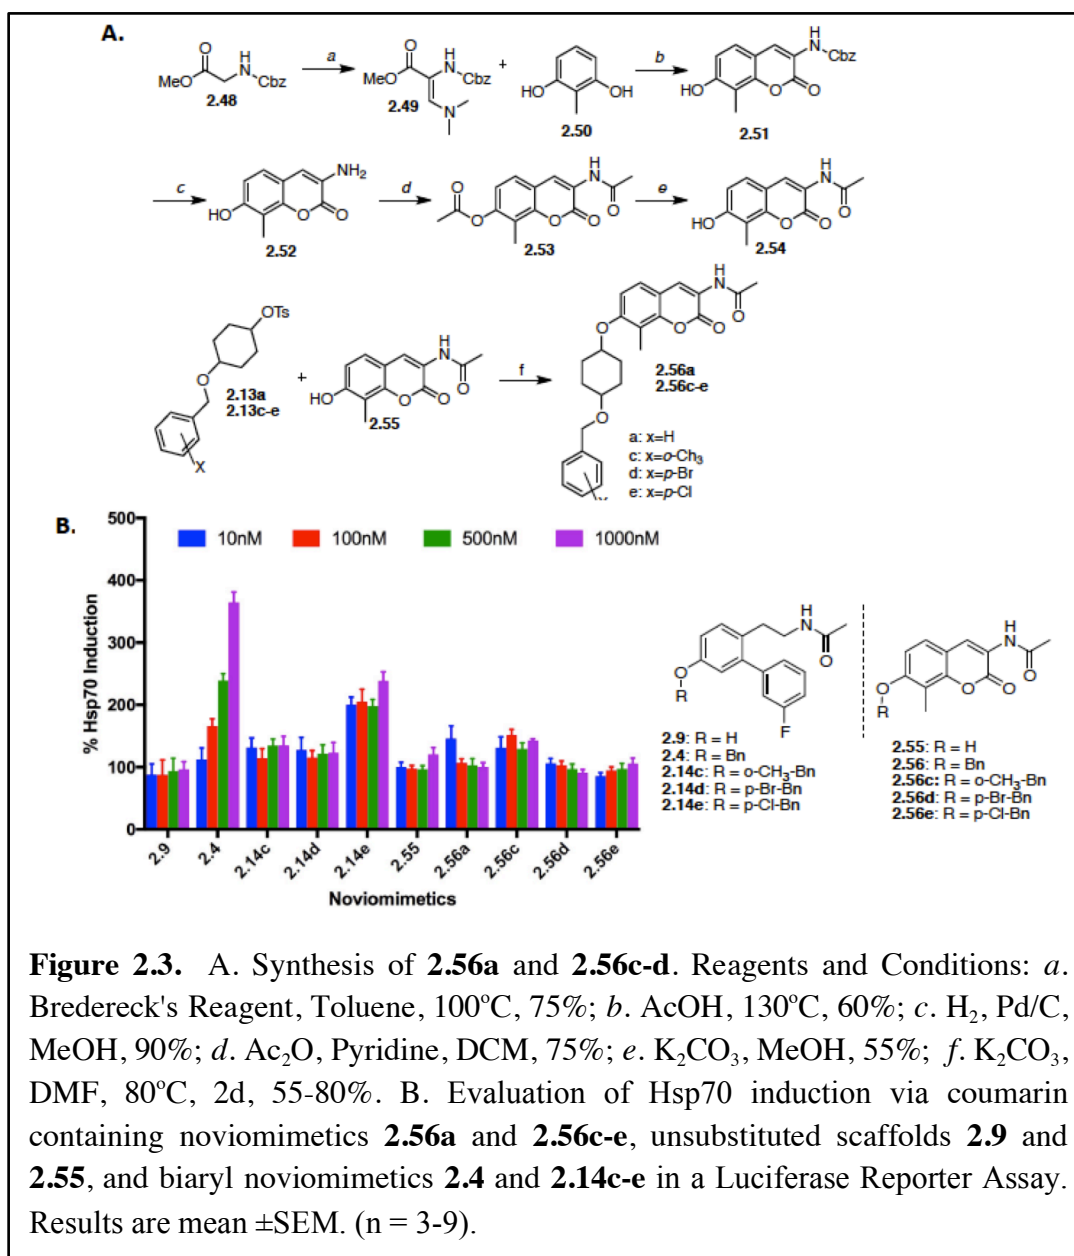 A.
O
H
N
MeO
Cbz
2.48
a
O
H
N
MeO
Cbz
N
2.49
+
HO
OH
2.50
b
H
N
Cbz
HO
O
O
2.51
c
NH2
HO
O
O
2.52
d
O
O
H
N
O
O
O
2.53
e
H
N
HO
O
O
O
2.54
OTs
O
2.13a
2.13c-e
X
+
H
N
HO
O
O
O
2.55
f
H
N
O
O
O
O
O
2.56a
2.56c-e
a: x=H
c: x=o-Ch3
d: x=p-Br
e: x=p-Cl
X
B.
% Hsp70 Induction
500
400
300
200
100
0
10nM
100nM
500nM
1000nM
2.9
2.4
2.14c
2.14d
2.14e
2.55
2.56a
2.56c
2.56d
2.56e
Noviomimetics
H
N
O
O
R
F
2.9: R = H
2.4: R = Bn
2.14c: R = o-CH3-Bn
2.14d: R = p-Br-Bn
2.14e: R = p-Cl-Bn
H
N
O
O
O
O
R
2.55: R = H
2.56: R = Bn
2.56c: R = o-CH3-Bn
2.56d: R = p-Br-Bn
2.56e: R = p-Cl-Bn
Figure 2.3. A. Synthesis of 2.56a and 2.56c-d. Reagents and Conditions: a.
Bredereck's Reagent, Toluene, 100°C, 75%; b. AcOH, 130°C, 60%; c. H2, Pd/C,
MeOH, 90%; d. Ac2O, Pyridine, DCM, 75%; e. K2CO3, MeOH, 55%; f. K2CO3,
DMF, 80°C, 2d, 55-80%. B. Evaluation of Hsp70 induction via coumarin
containing noviomimetics 2.56a and 2.56c-e, unsubstituted scaffolds 2.9 and
2.55, and biaryl noviomimetics 2.4 and 2.14c-e in a Luciferase Reporter Assay.
Results are mean ±SEM. (n = 3-9).